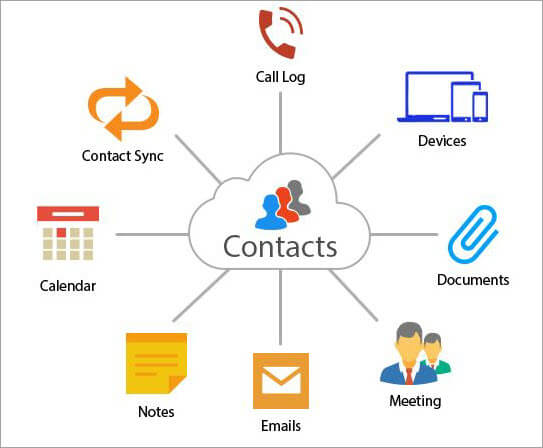 Call Log
Contact Sync
Devices
Contacts
Calendar
Documents
Notes
Emails
Meeting